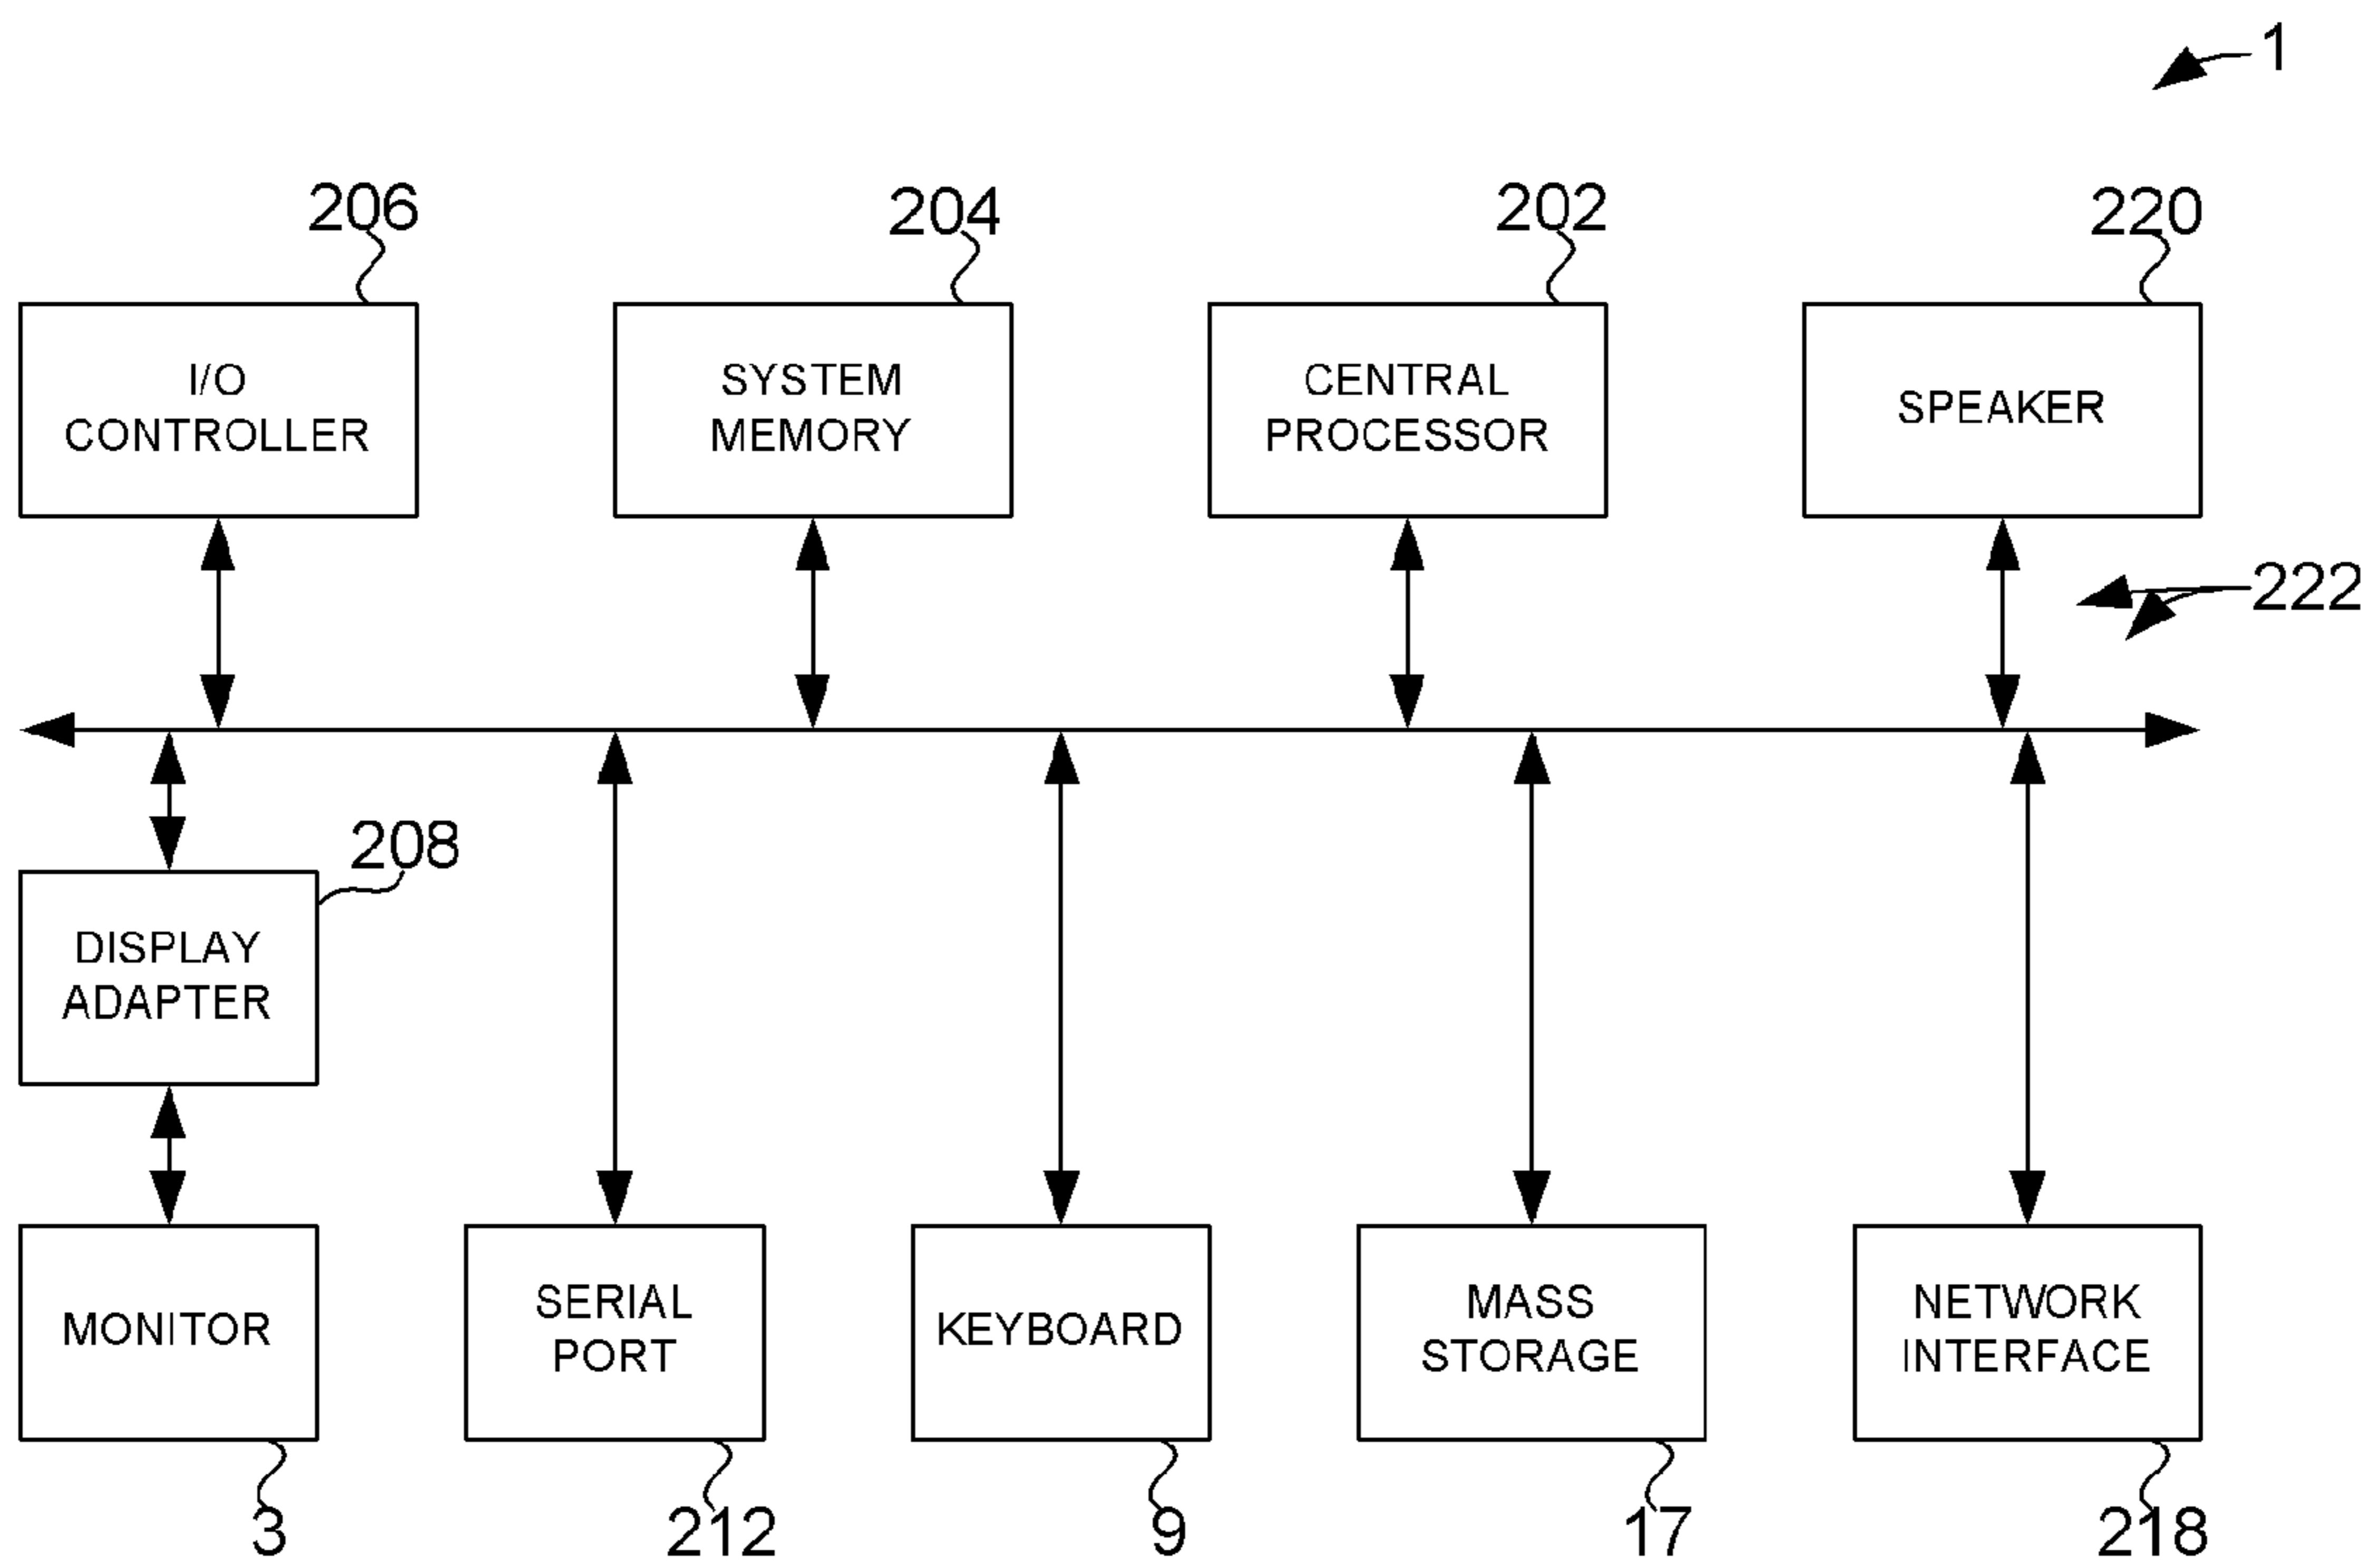 1
206
204
202
220
I/O
CONTROLLER
SYSTEM
MEMORY
CENTRAL
PROCESSOR
SPEAKER
222
208
DISPLAY
ADAPTER
MONITOR
SERIAL
PORT
KEYBOARD
MASS
STORAGE
NETWORK
INTERFACE
3
212
9
17
218